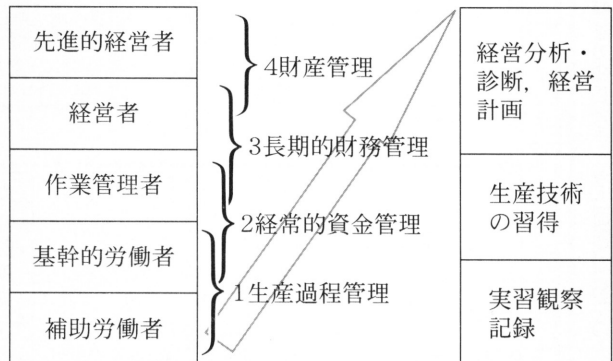 先進的経営者
経営者
作業管理者
基幹的労働者
補助労働者
4財産管理
3長期的財務管理
2経常的資金管理
1生産過程管理
経営分析・
診断，経営
計画
生産技術
の習得
実習観察
記録